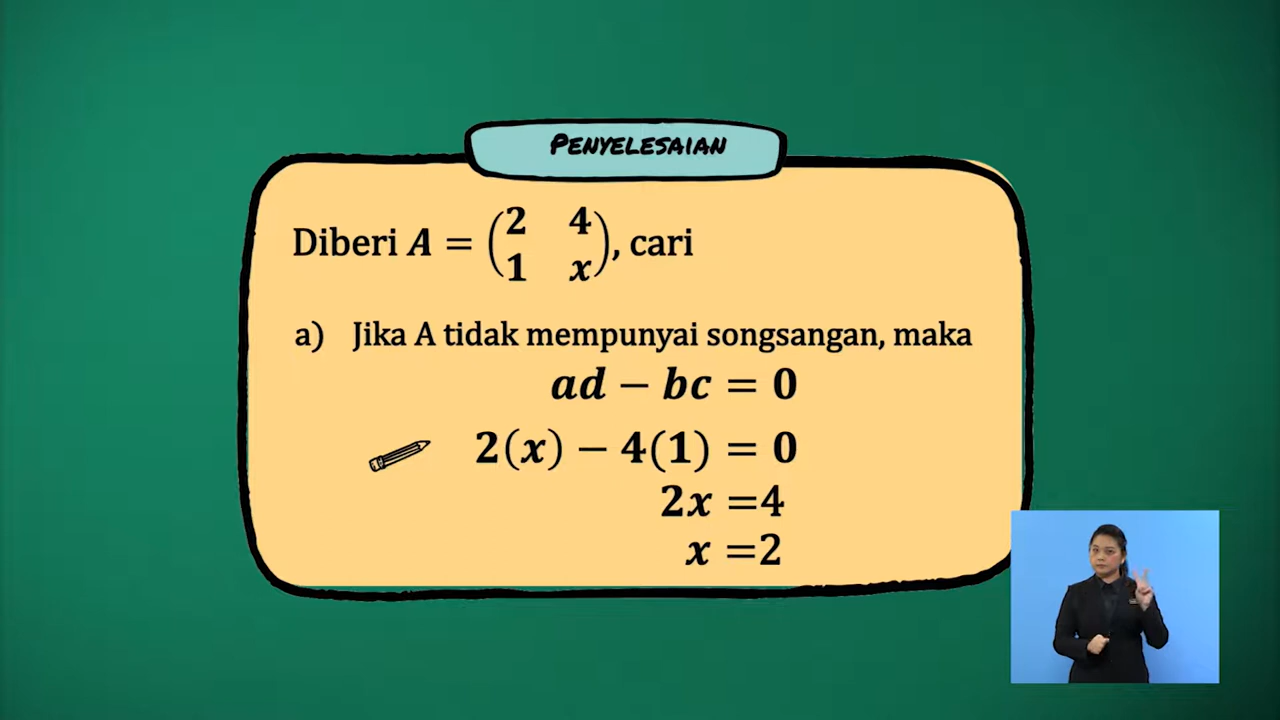 PENYELESAIAN
Diberi A = (2 4
1 x), cari
a) Jika A tidak mempunyai songsangan, maka
ad − bc = 0
2(x) − 4(1) = 0
2x =4
x =2